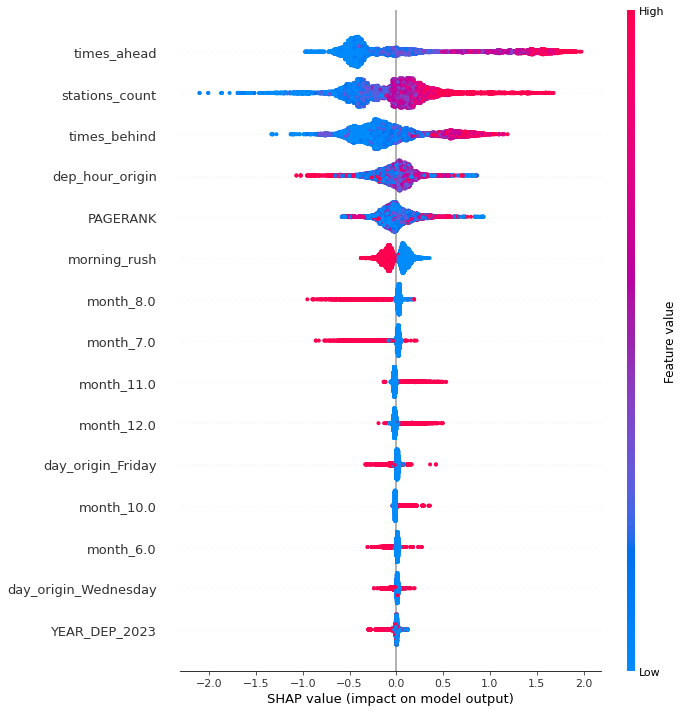 High
times_ahead
stations_count
times_behind
dep_hour_origin
PAGERANK
morning_rush
month_8.0
month_7.0
month_11.0
month_12.0
day_origin_Friday
month_10.0
month_6.0
day_origin_Wednesday
YEAR_DEP_2023
Feature value
Low
−2.0 −1.5 −1.0 −0.5 0.0 0.5 1.0 1.5 2.0
SHAP value (impact on model output)